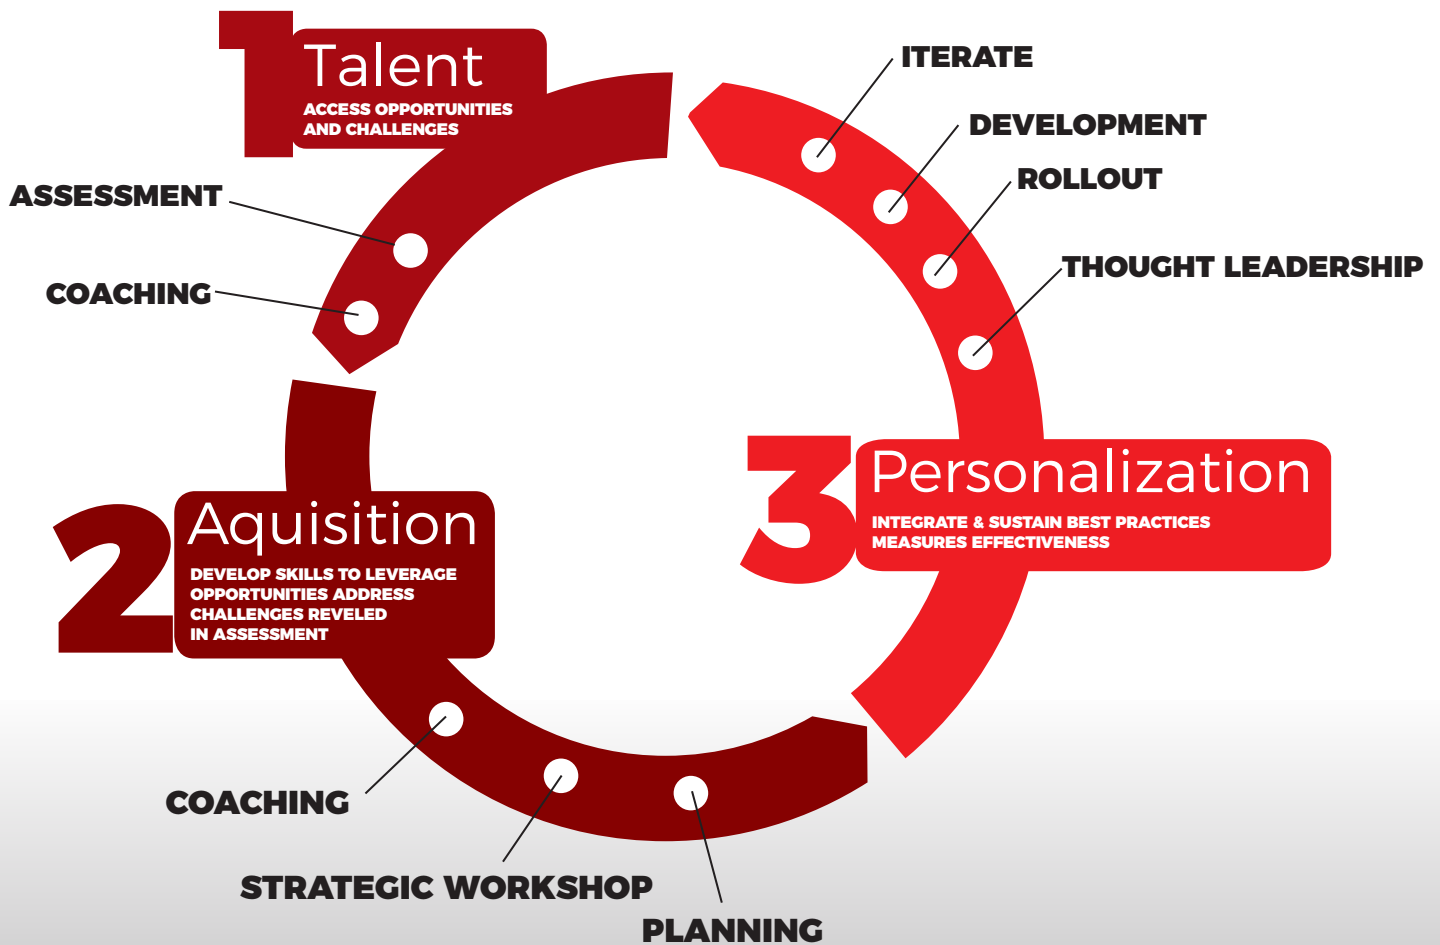 1
Talent
ACCESS OPPORTUNITIES
AND CHALLENGES
ASSESSMENT
COACHING
2
Aquisition
DEVELOP SKILLS TO LEVERAGE
OPPORTUNITIES ADDRESS
CHALLENGES REVELED
IN ASSESSMENT
COACHING
STRATEGIC WORKSHOP
PLANNING
3
Personalization
INTEGRATE & SUSTAIN BEST PRACTICES
MEASURES EFFECTIVENESS
THOUGHT LEADERSHIP
ROLLOUT
DEVELOPMENT
ITERATE